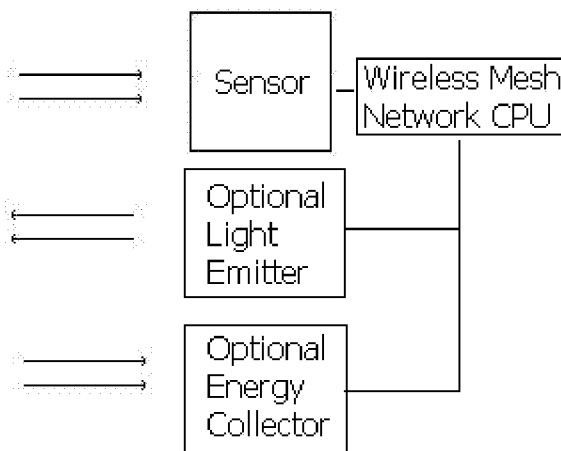 Sensor
Wireless Mesh
Network CPU
Optional
Light
Emitter
Optional
Energy
Collector